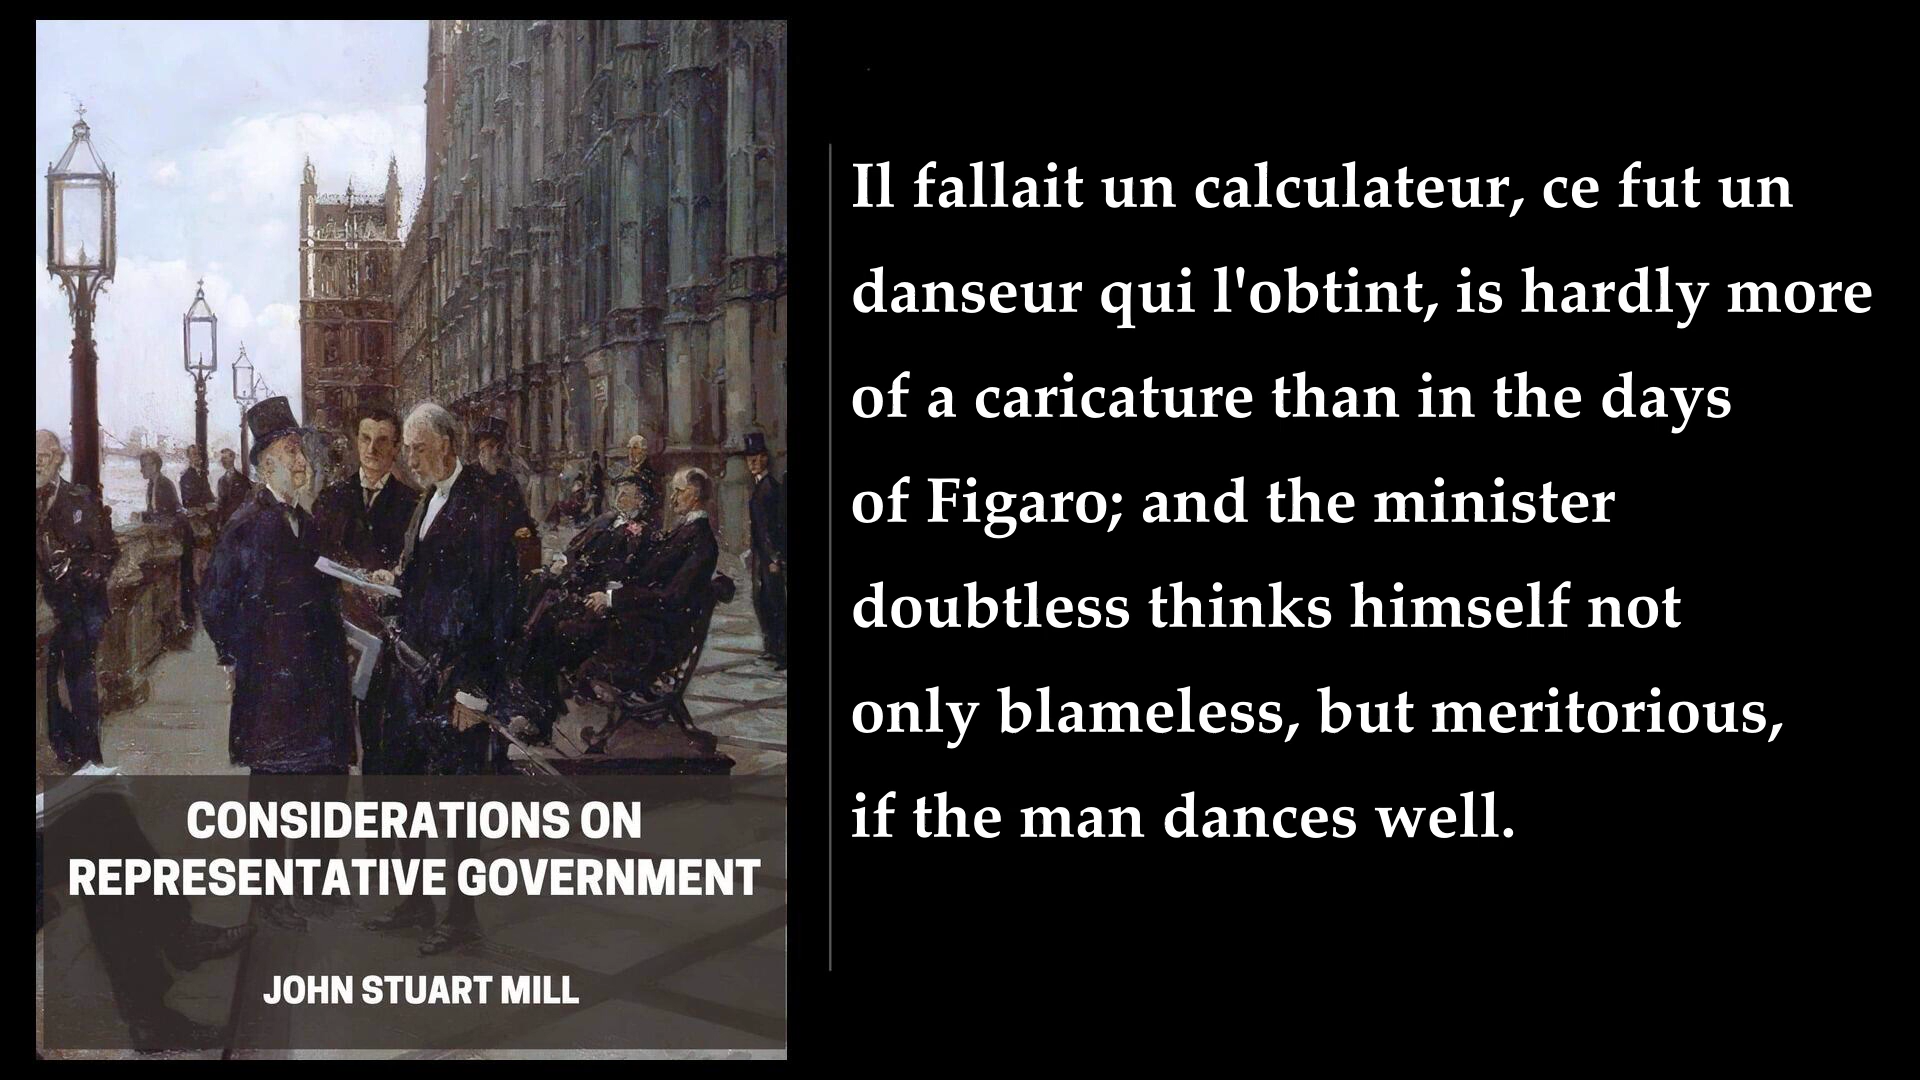 CONSIDERATIONS ON
REPRESENTATIVE GOVERNMENT
JOHN STUART MILL
Il fallait un calculateur, ce fut un
danseur qui l'obtint, is hardly more
of a caricature than in the days
of Figaro; and the minister
doubtless thinks himself not
only blameless, but meritorious,
if the man dances well.